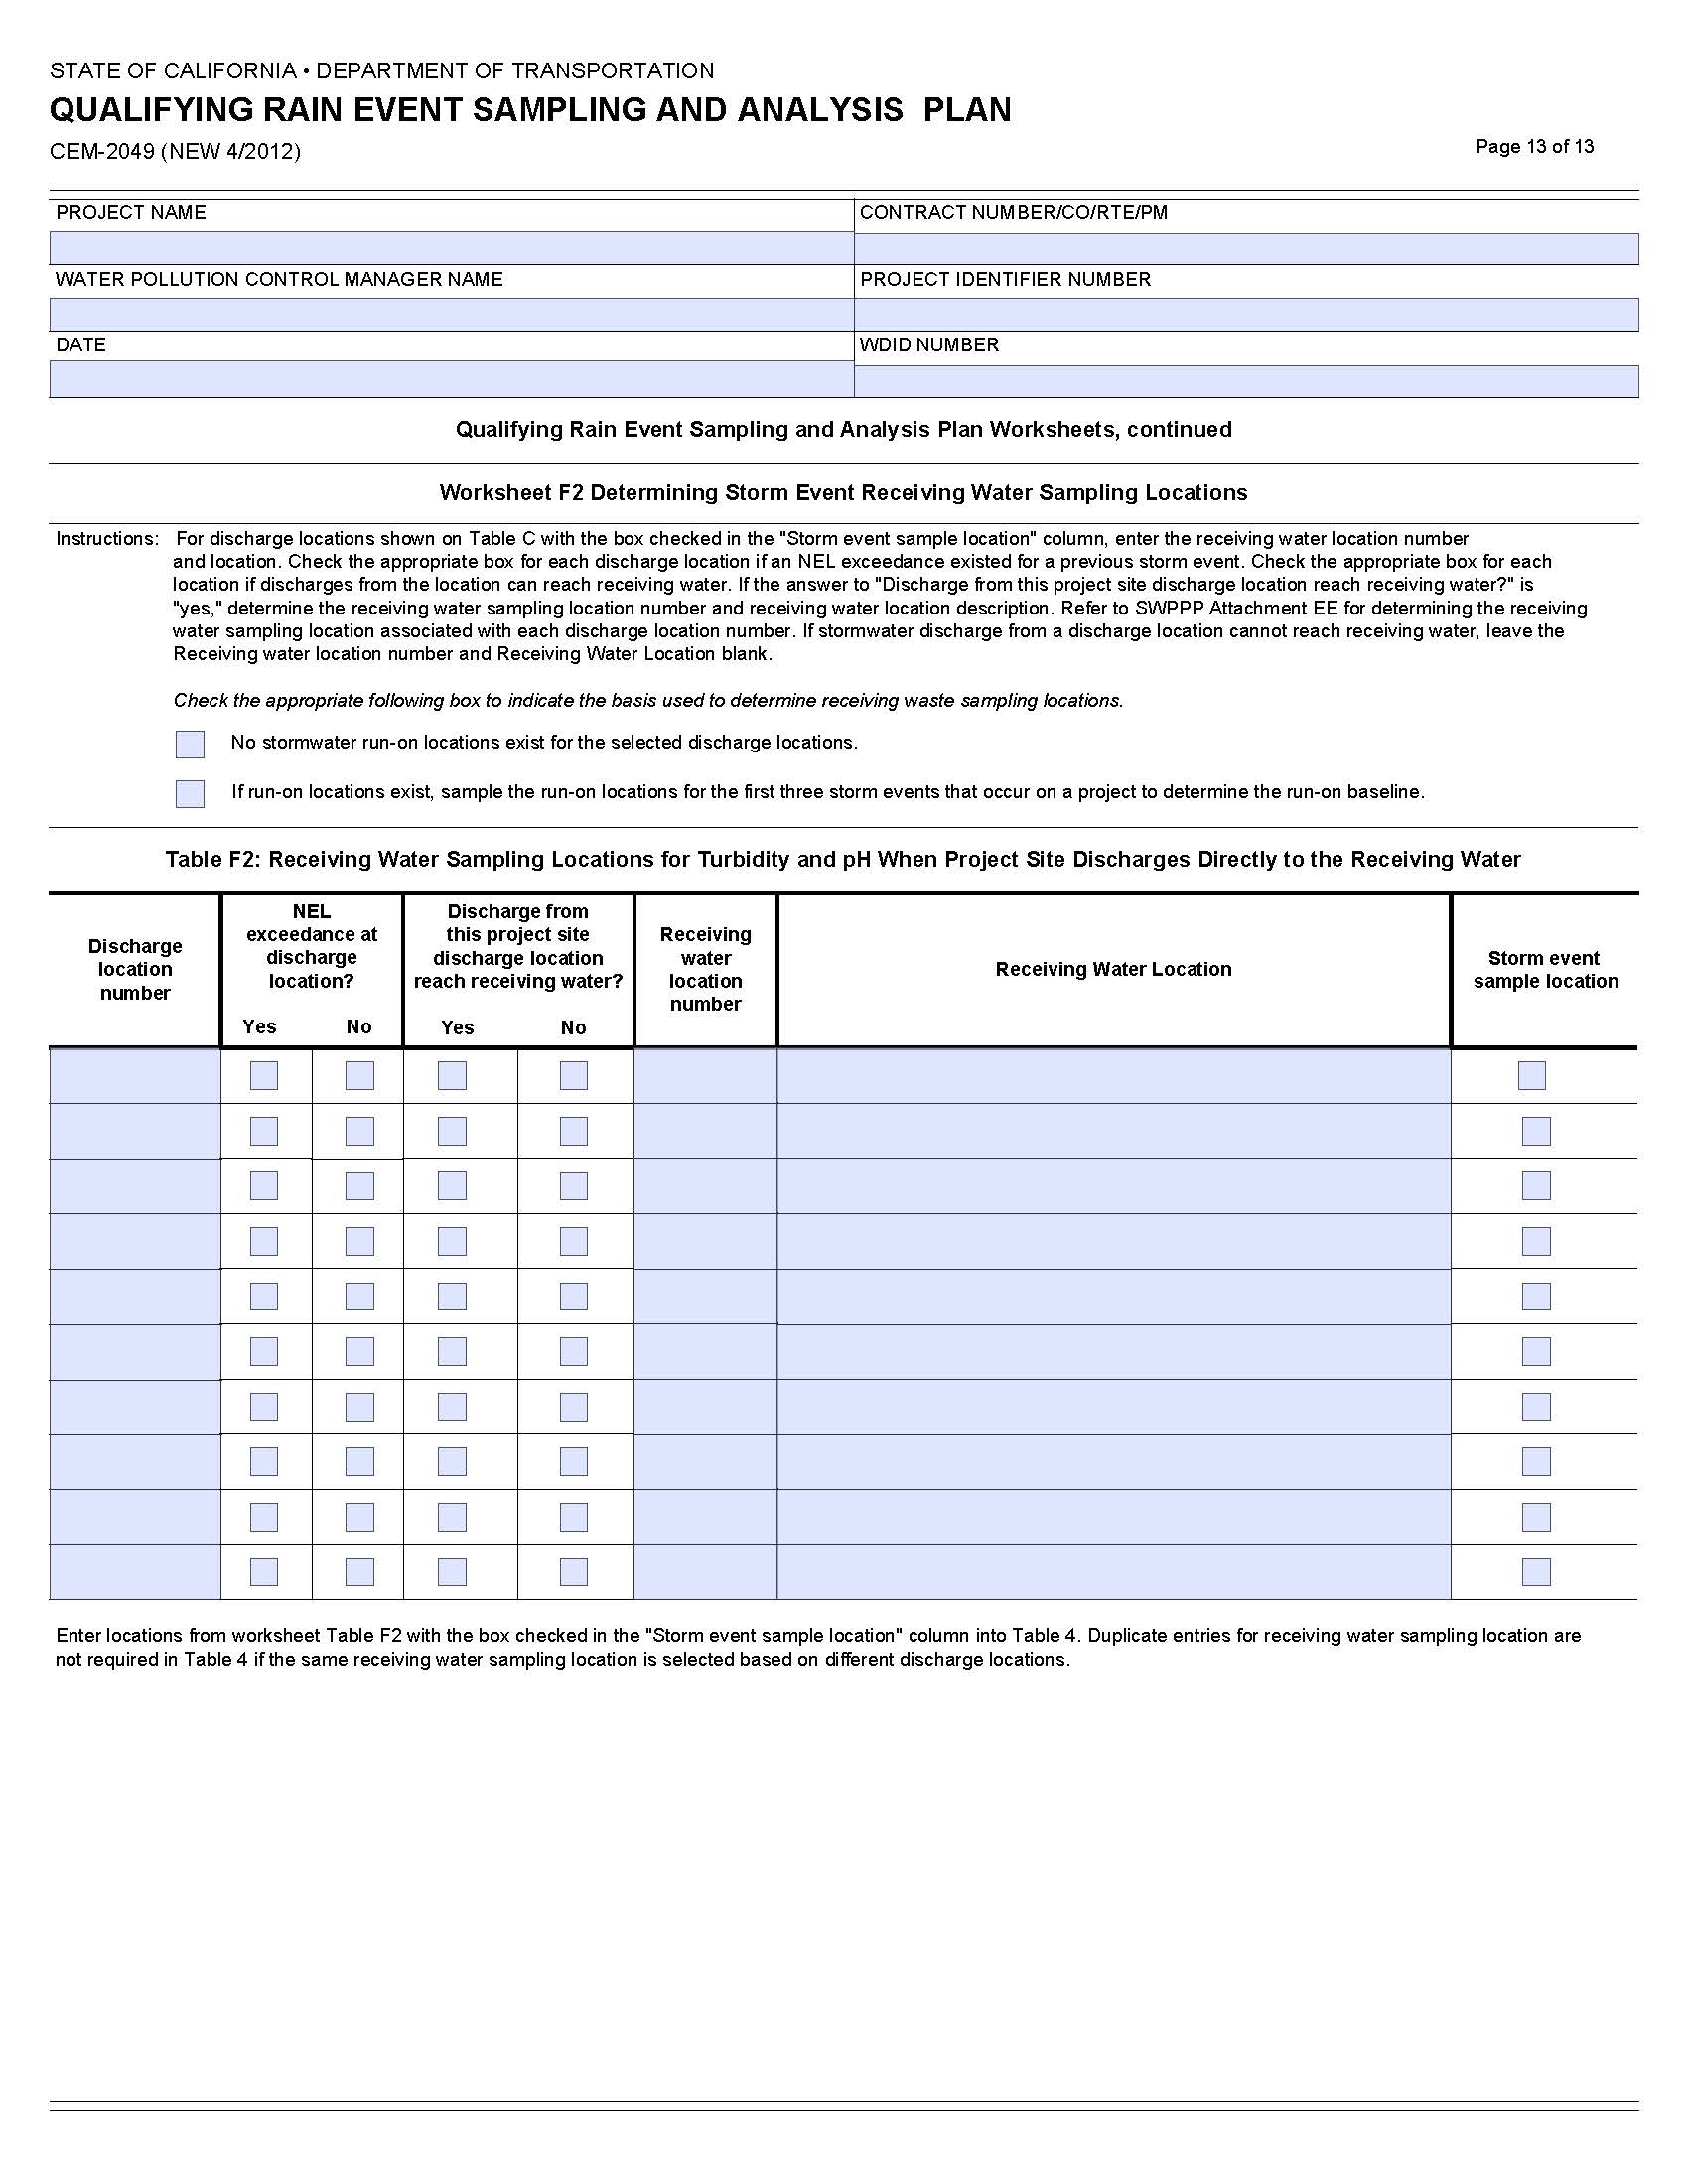 STATE OF CALIFORNIA • DEPARTMENT OF TRANSPORTATION
QUALIFYING RAIN EVENT SAMPLING AND ANALYSIS PLAN
CEM-2049 (NEW 4/2012)
Page 13 of 13
PROJECT NAME
CONTRACT NUMBER/CO/RTE/PM
WATER POLLUTION CONTROL MANAGER NAME
PROJECT IDENTIFIER NUMBER
DATE
WDID NUMBER
Qualifying Rain Event Sampling and Analysis Plan Worksheets, continued
Worksheet F2 Determining Storm Event Receiving Water Sampling Locations
Instructions: For discharge locations shown on Table C with the box checked in the "Storm event sample location" column, enter the receiving water location number
and location. Check the appropriate box for each discharge location if an NEL exceedance existed for a previous storm event. Check the appropriate box for each
location if discharges from the location can reach receiving water. If the answer to "Discharge from this project site discharge location reach receiving water?" is
"yes," determine the receiving water sampling location number and receiving water location description. Refer to SWPPP Attachment EE for determining the receiving
water sampling location associated with each discharge location number. If stormwater discharge from a discharge location cannot reach receiving water, leave the
Receiving water location number and Receiving Water Location blank.
Check the appropriate following box to indicate the basis used to determine receiving waste sampling locations.
No stormwater run-on locations exist for the selected discharge locations.
If run-on locations exist, sample the run-on locations for the first three storm events that occur on a project to determine the run-on baseline.
Table F2: Receiving Water Sampling Locations for Turbidity and pH When Project Site Discharges Directly to the Receiving Water
Discharge
location
number
NEL
exceedance at
discharge
location?
Yes No
Discharge from
this project site
discharge location
reach receiving water?
Yes No
Receiving
water
location
number
Receiving Water Location
Storm event
sample location
Enter locations from worksheet Table F2 with the box checked in the "Storm event sample location" column into Table 4. Duplicate entries for receiving water sampling location are
not required in Table 4 if the same receiving water sampling location is selected based on different discharge locations.